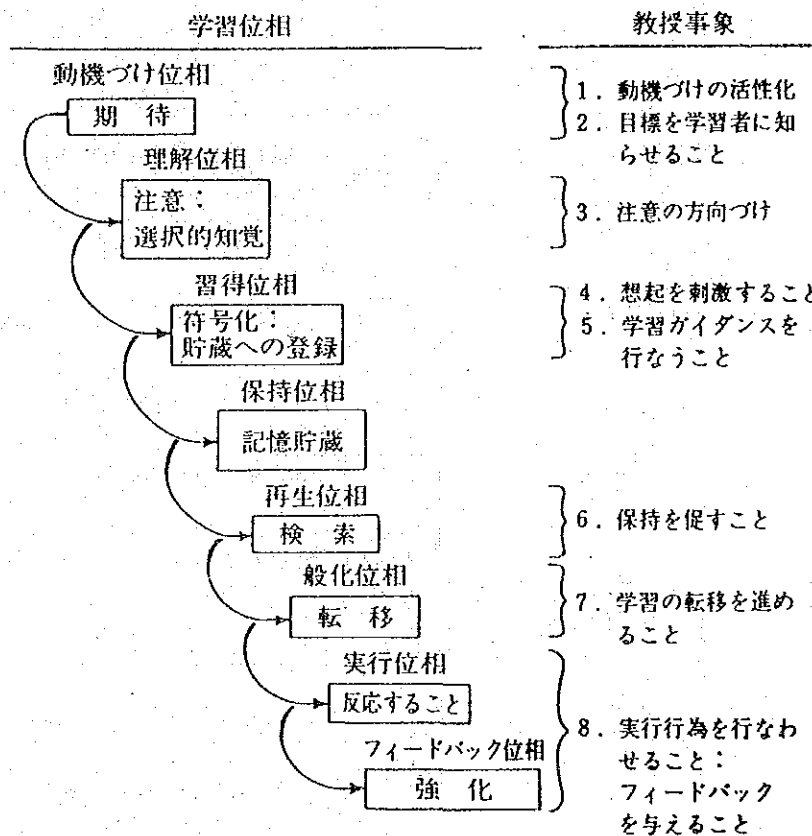 学習位相
教授事象
動機づけ位相
期 待
1. 動機づけの活性化
2. 目標を学習者に知
らせること
理解位相
注意：
選択的知覚
3. 注意の方向づけ
習得位相
符号化：
貯蔵への登録
4. 想起を刺激すること
5. 学習ガイダンスを
行なうこと
保持位相
記憶貯蔵
再生位相
検 索
6. 保持を促すこと
般化位相
転 移
7. 学習の転移を進め
ること
実行位相
反応すること
フィードバック位相
強 化
8. 実行行為を行なわ
せること：
フィードバック
を与えること